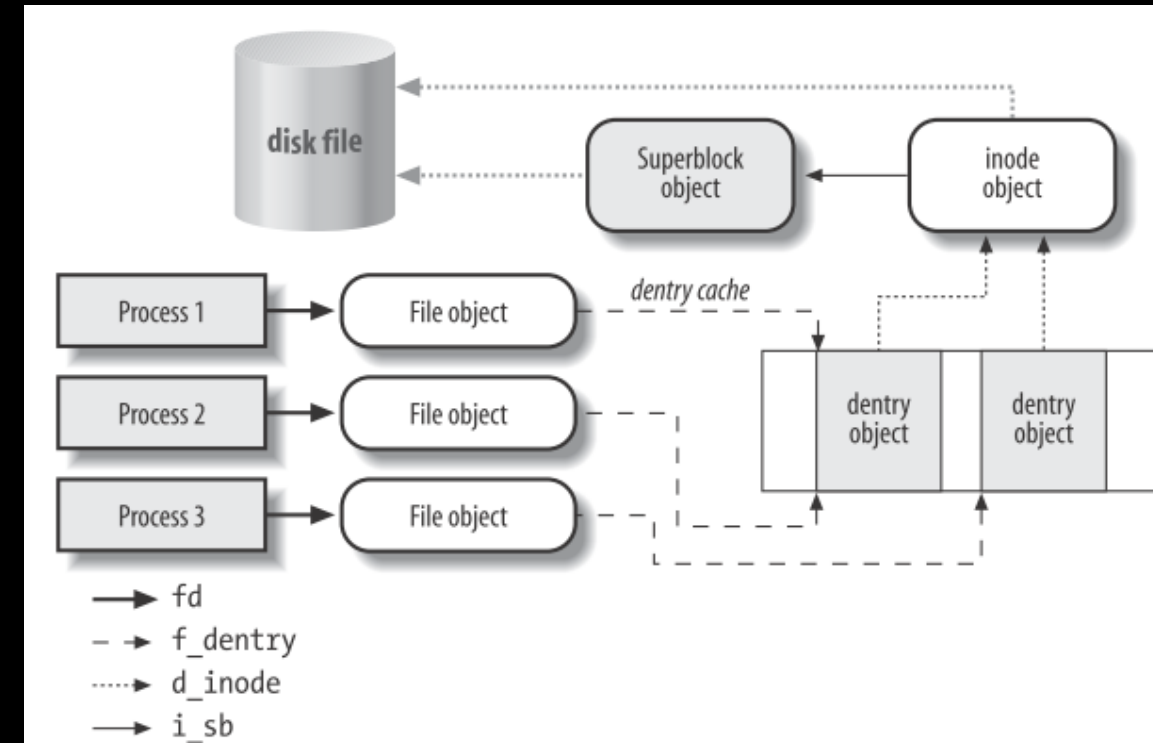 disk file
Superblock
object
inode
object
Process 1
File object
dentry cache
Process 2
File object
dentry
object
dentry
object
Process 3
File object
fd
f_dentry
d_inode
i_sb